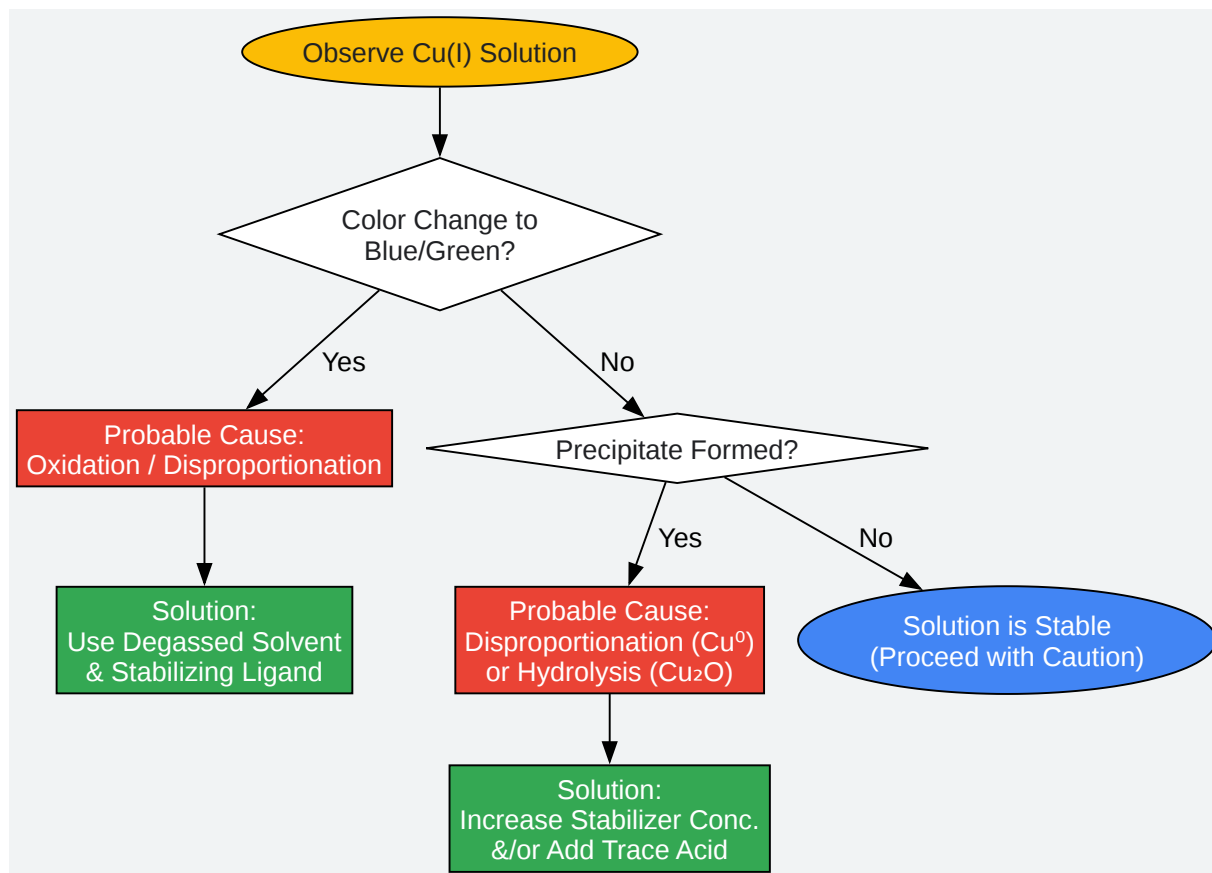 Observe Cu(I) Solution
Color Change to
Blue/Green?
Yes
No
Probable Cause:
Oxidation / Disproportionation
Precipitate Formed?
Yes
No
Solution:
Use Degassed Solvent
& Stabilizing Ligand
Probable Cause:
Disproportionation (Cu⁰)
or Hydrolysis (Cu₂O)
Solution is Stable
(Proceed with Caution)
Solution:
Increase Stabilizer Conc.
&/or Add Trace Acid